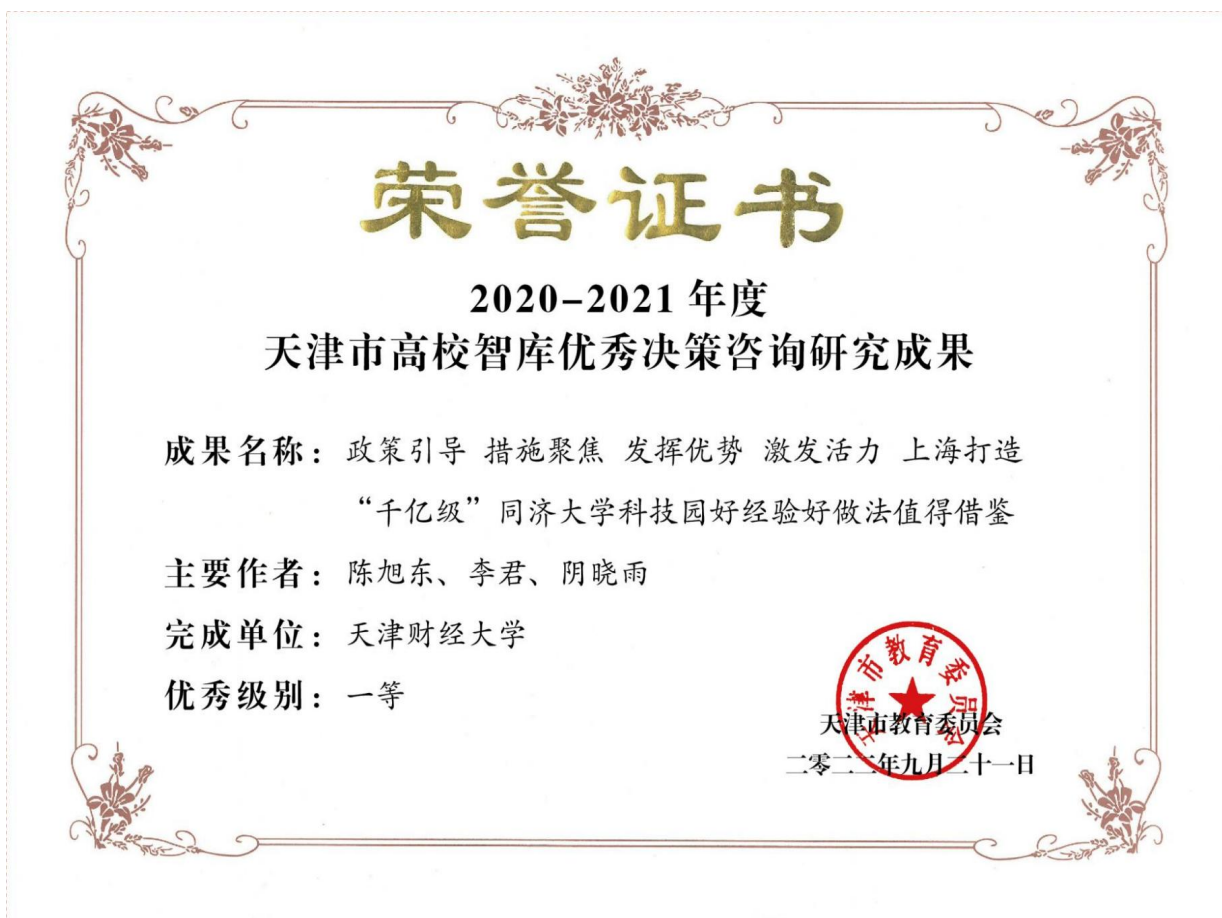 荣誉证书
2020-2021 年度
天津市高校智库优秀决策咨询研究成果
成果名称：政策引导 措施聚焦 发挥优势 激发活力 上海打造
“千亿级”同济大学科技园好经验好做法值得借鉴
主要作者：陈旭东、李君、阴晓雨
完成单位：天津财经大学
优秀级别：一等
天津市教育委员会
天津市教育委员会
二零二二年九月二十一日